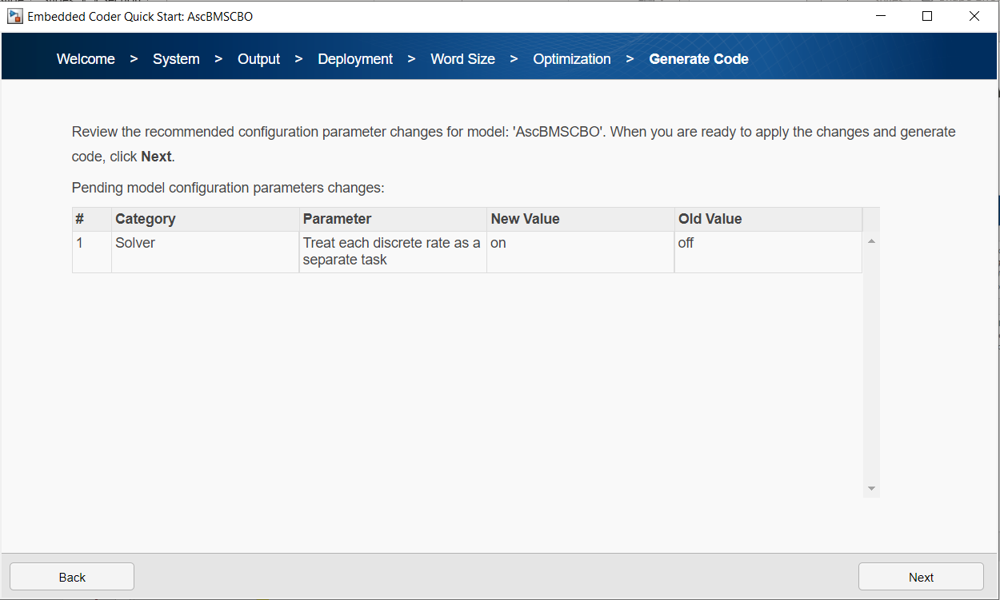 Embedded Coder Quick Start: AscBMSCBO
Welcome > System > Output > Deployment > Word Size > Optimization > Generate Code
Review the recommended configuration parameter changes for model: 'AscBMSCBO'. When you are ready to apply the changes and generate
code, click Next.
Pending model configuration parameters changes:
# Category Parameter New Value Old Value
1 Solver Treat each discrete rate as a on off
separate task
Back Next